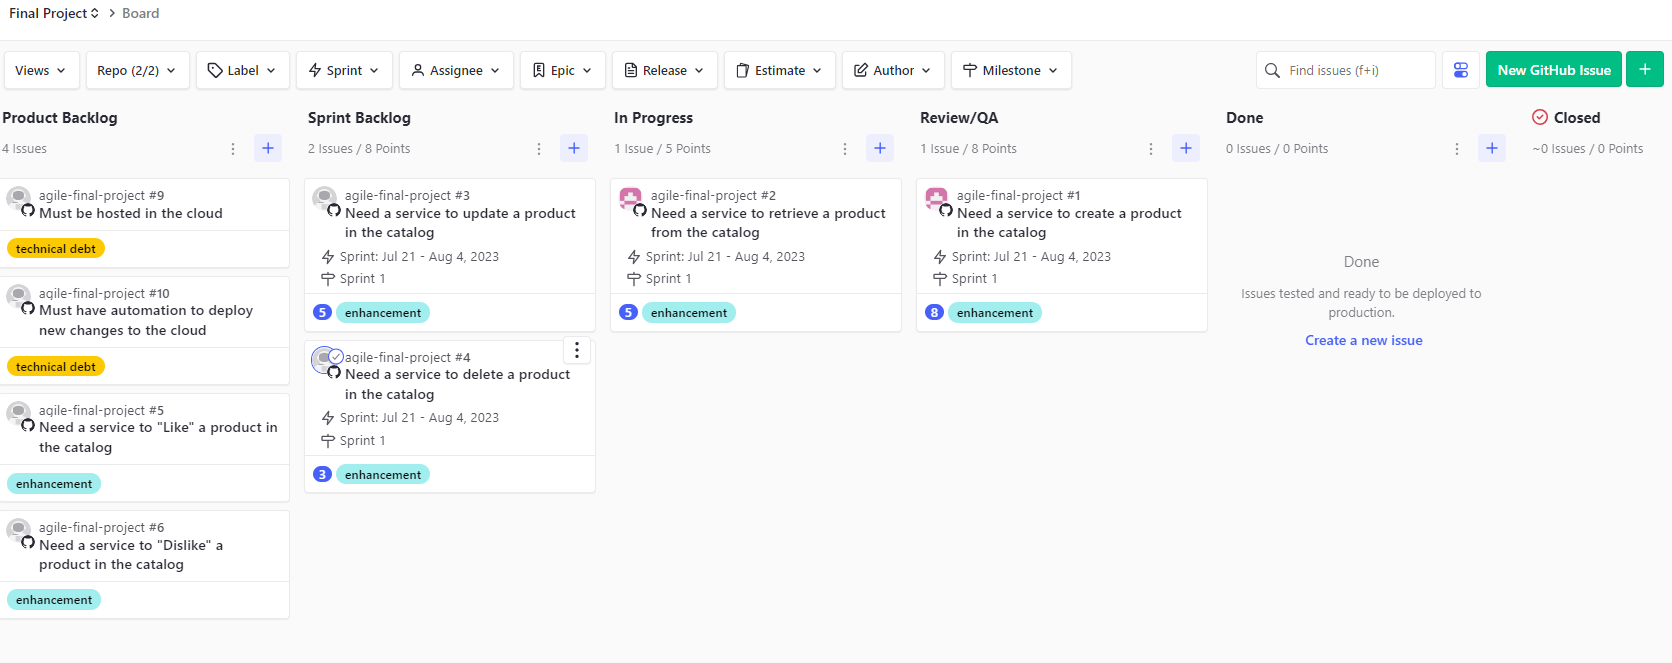 Final Project > Board
Views Repo (2/2) Label Sprint Assignee Epic Release Estimate Author Milestone Find issues (f+i) New GitHub Issue +
Product Backlog
4 Issues
agile-final-project #9
Must be hosted in the cloud
technical debt
agile-final-project #10
Must have automation to deploy
new changes to the cloud
technical debt
agile-final-project #5
Need a service to "Like" a product in
the catalog
enhancement
agile-final-project #6
Need a service to "Dislike" a
product in the catalog
enhancement
Sprint Backlog
2 Issues / 8 Points
agile-final-project #3
Need a service to update a product
in the catalog
Sprint: Jul 21 - Aug 4, 2023
Sprint 1
5 enhancement
agile-final-project #4
Need a service to delete a product
in the catalog
Sprint: Jul 21 - Aug 4, 2023
Sprint 1
3 enhancement
In Progress
1 Issue / 5 Points
agile-final-project #2
Need a service to retrieve a product
from the catalog
Sprint: Jul 21 - Aug 4, 2023
Sprint 1
5 enhancement
Review/QA
1 Issue / 8 Points
agile-final-project #1
Need a service to create a product
in the catalog
Sprint: Jul 21 - Aug 4, 2023
Sprint 1
8 enhancement
Done
0 Issues / 0 Points
Done
Issues tested and ready to be deployed to
production.
Create a new issue
Closed
~0 Issues / 0 Points